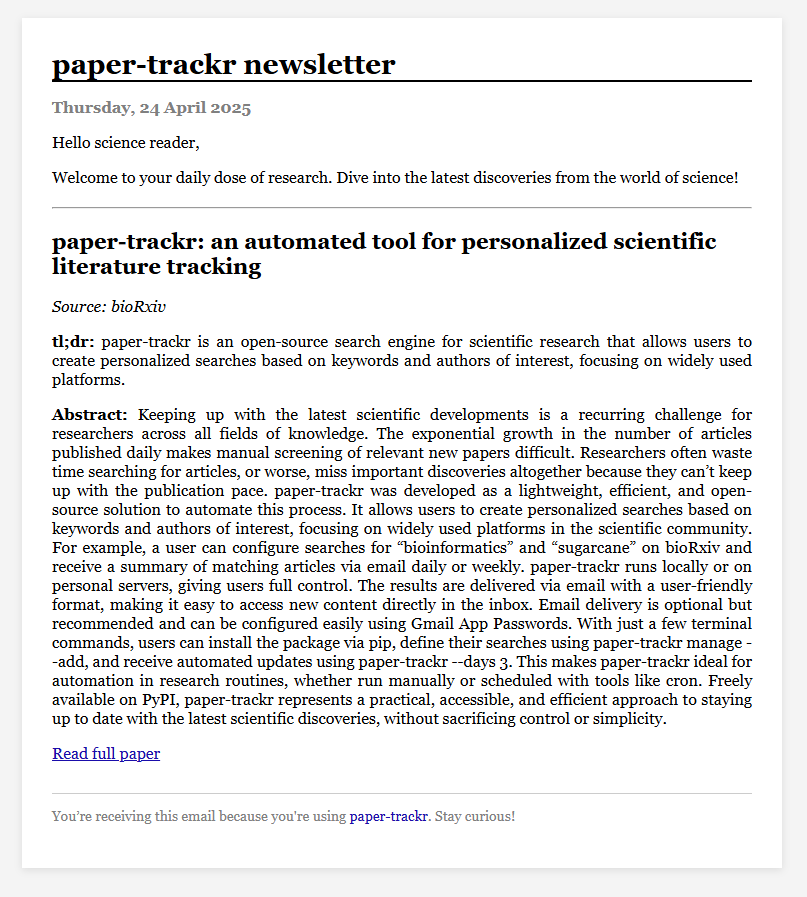 paper-trackr newsletter
Thursday, 24 April 2025
Hello science reader,
Welcome to your daily dose of research. Dive into the latest discoveries from the world of science!
paper-trackr: an automated tool for personalized scientific
literature tracking
Source: bioRxiv
tl;dr: paper-trackr is an open-source search engine for scientific research that allows users to
create personalized searches based on keywords and authors of interest, focusing on widely used
platforms.
Abstract: Keeping up with the latest scientific developments is a recurring challenge for
researchers across all fields of knowledge. The exponential growth in the number of articles
published daily makes manual screening of relevant new papers difficult. Researchers often waste
time searching for articles, or worse, miss important discoveries altogether because they can’t keep
up with the publication pace. paper-trackr was developed as a lightweight, efficient, and open-
source solution to automate this process. It allows users to create personalized searches based on
keywords and authors of interest, focusing on widely used platforms in the scientific community.
For example, a user can configure searches for “bioinformatics” and “sugarcane” on bioRxiv and
receive a summary of matching articles via email daily or weekly. paper-trackr runs locally or on
personal servers, giving users full control. The results are delivered via email with a user-friendly
format, making it easy to access new content directly in the inbox. Email delivery is optional but
recommended and can be configured easily using Gmail App Passwords. With just a few terminal
commands, users can install the package via pip, define their searches using paper-trackr manage -
-add, and receive automated updates using paper-trackr --days 3. This makes paper-trackr ideal for
automation in research routines, whether run manually or scheduled with tools like cron. Freely
available on PyPI, paper-trackr represents a practical, accessible, and efficient approach to staying
up to date with the latest scientific discoveries, without sacrificing control or simplicity.
Read full paper
You’re receiving this email because you're using paper-trackr. Stay curious!